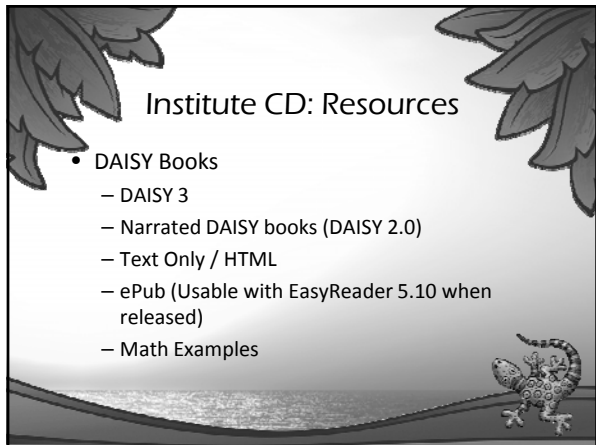 Institute CD: Resources
• DAISY Books
– DAISY 3
– Narrated DAISY books (DAISY 2.0)
– Text Only / HTML
– ePub (Usable with EasyReader 5.10 when
released)
– Math Examples